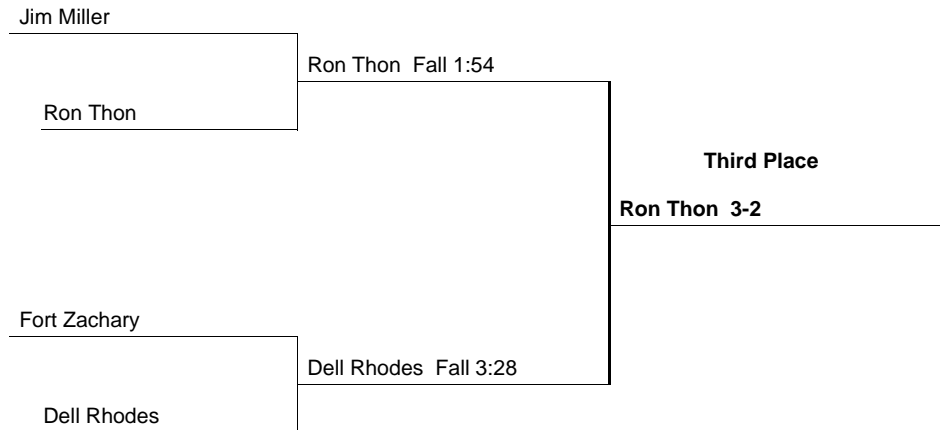 Jim Miller
Ron Thon Fall 1:54
Ron Thon
Third Place
Ron Thon 3-2
Fort Zachary
Dell Rhodes Fall 3:28
Dell Rhodes